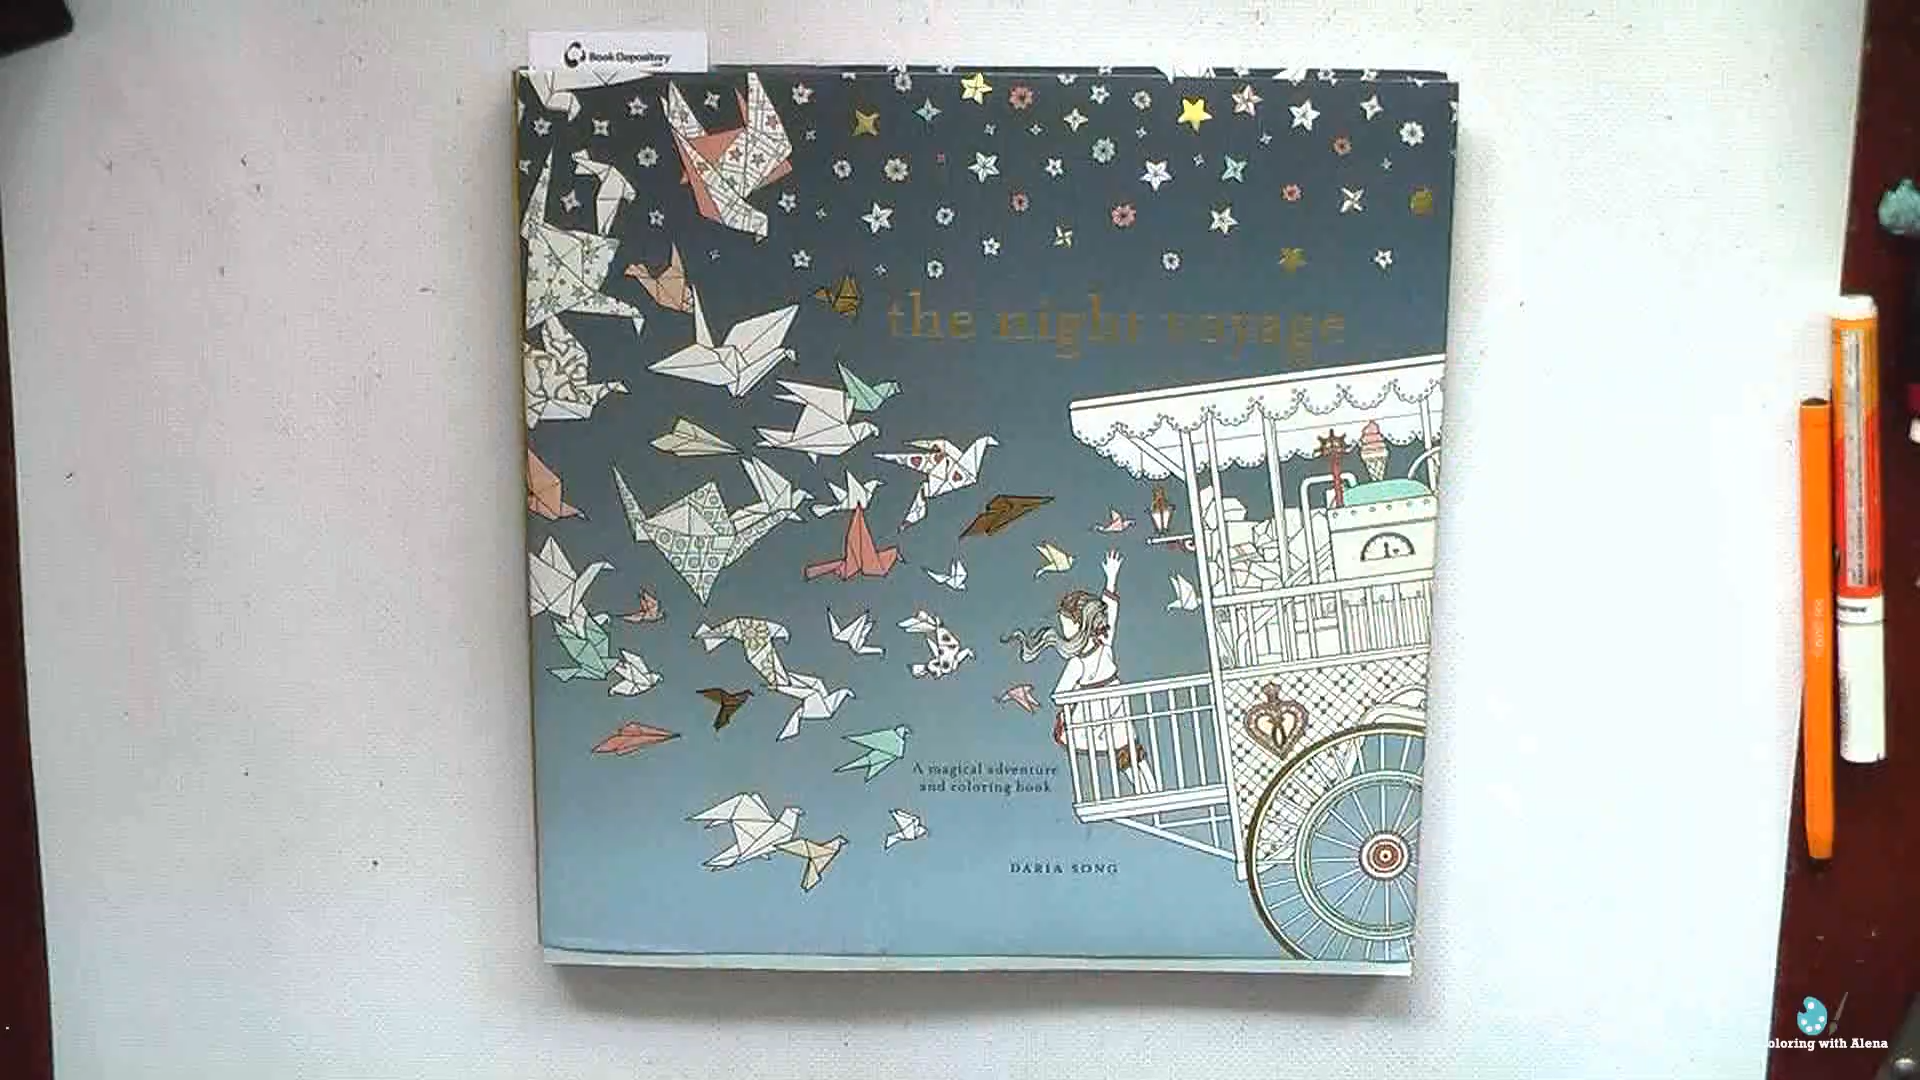 Book Depository
the night voyage
A magical adventure
and coloring book
DARIA SONG
oloring with Alena